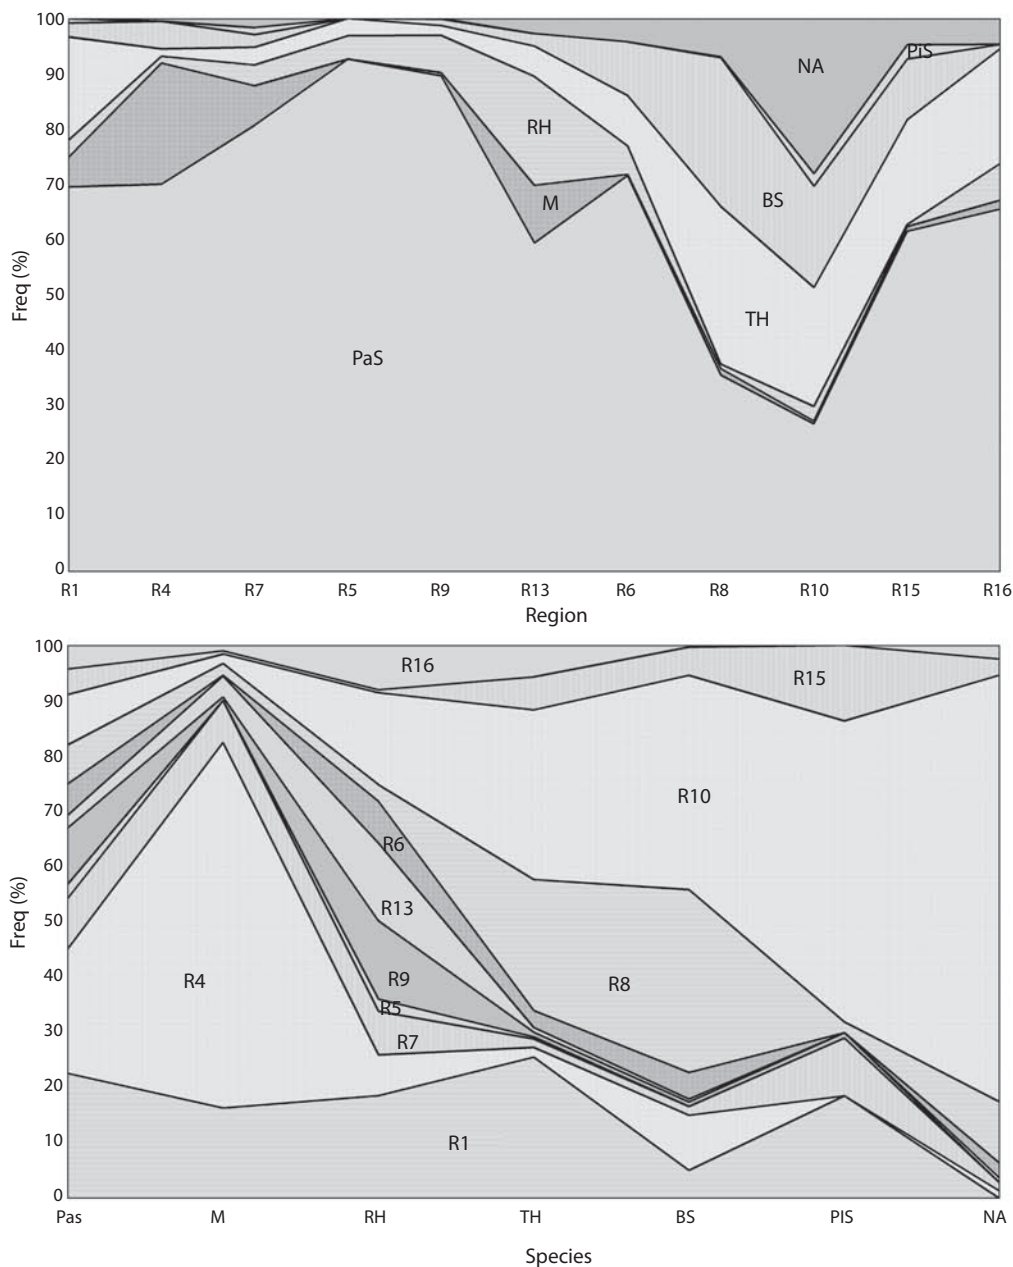 100
90
80
70
60
50
40
30
20
10
0
Freq (%)
NA
PiS
RH
BS
M
TH
PaS
R1 R4 R7 R5 R9 R13 R6 R8 R10 R15 R16
Region
100
90
80
70
60
50
40
30
20
10
0
Freq (%)
R16
R15
R10
R6
R13
R9
R4
R8
R5
R7
R1
Pas M RH TH BS PIS NA
Species